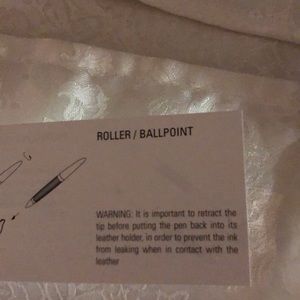 ROLLER / BALLPOINT
WARNING: It is important to retract the
tip before putting the pen back into its
leather holder, in order to prevent the ink
from leaking when in contact with the
leather